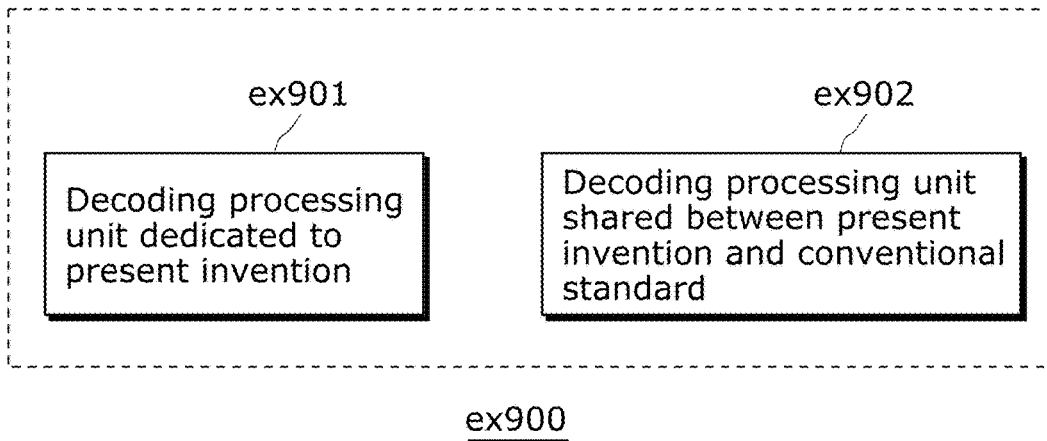 ex901
ex902
Decoding processing
unit dedicated to
present invention
Decoding processing unit
shared between present
invention and conventional
standard
ex900